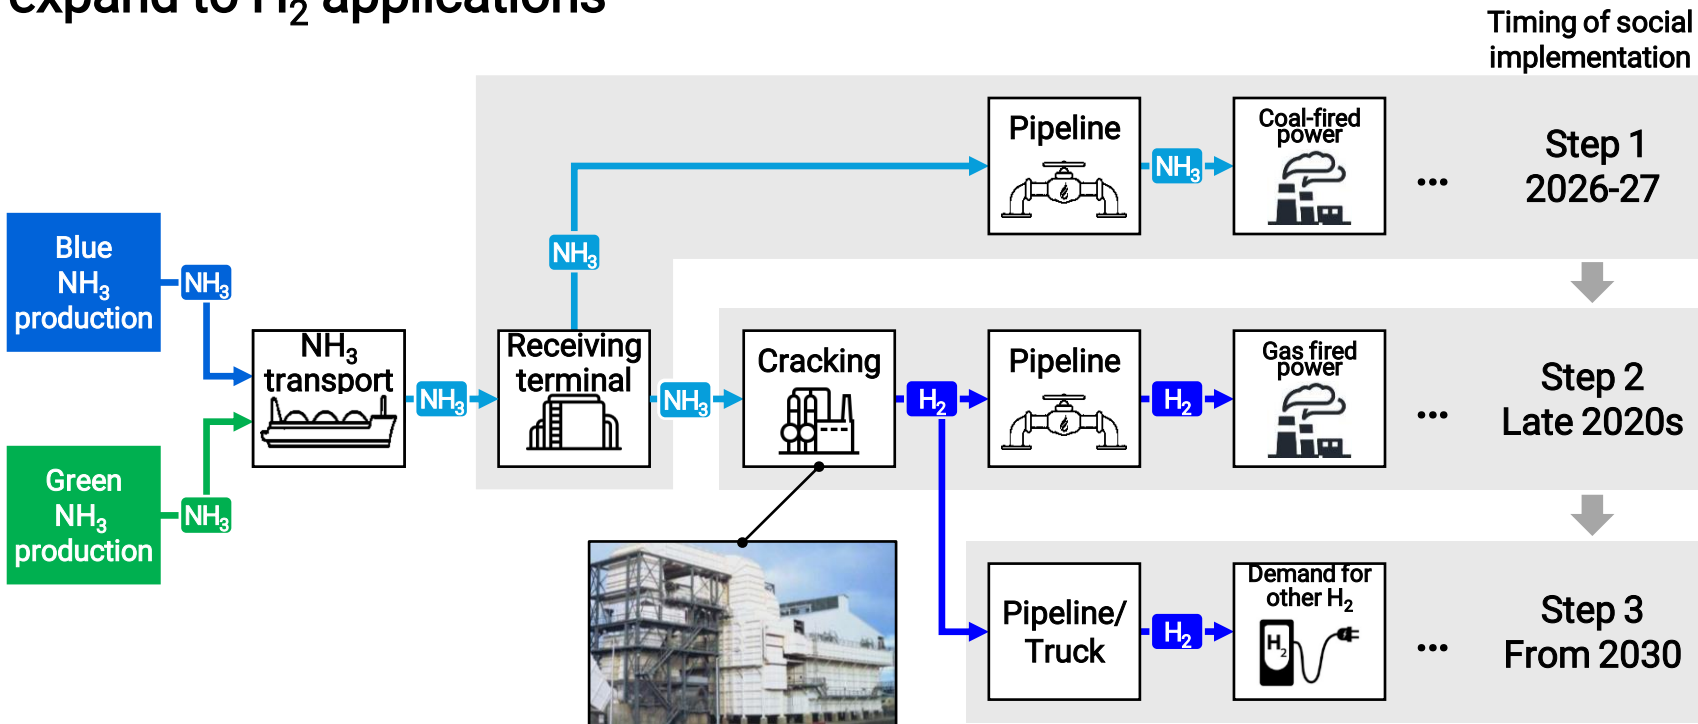 expand to H₂ applications
Timing of social
implementation
Pipeline
NH₃
Coal-fired
power
...
Step 1
2026-27
NH₃
Blue
NH₃
production
NH₃
NH₃
transport
NH₃
Receiving
terminal
NH₃
Cracking
H₂
Pipeline
H₂
Gas fired
power
...
Step 2
Late 2020s
Green
NH₃
production
NH₃
Pipeline/
Truck
H₂
Demand for
other H₂
H₂
...
Step 3
From 2030